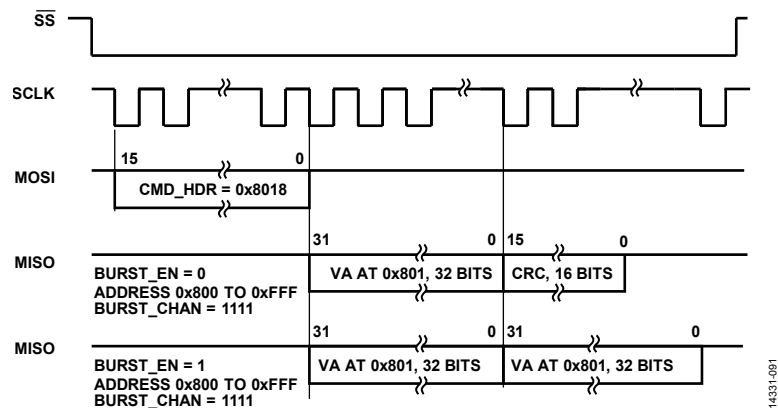 SS
SCLK
15 0
MOSI
CMD_HDR = 0x8018
31 0 15 0
MISO
VA AT 0x801, 32 BITS CRC, 16 BITS
BURST_EN = 0
ADDRESS 0x800 TO 0xFFF
BURST_CHAN = 1111
31 0 31 0
MISO
VA AT 0x801, 32 BITS VA AT 0x801, 32 BITS
BURST_EN = 1
ADDRESS 0x800 TO 0xFFF
BURST_CHAN = 1111
14331-091